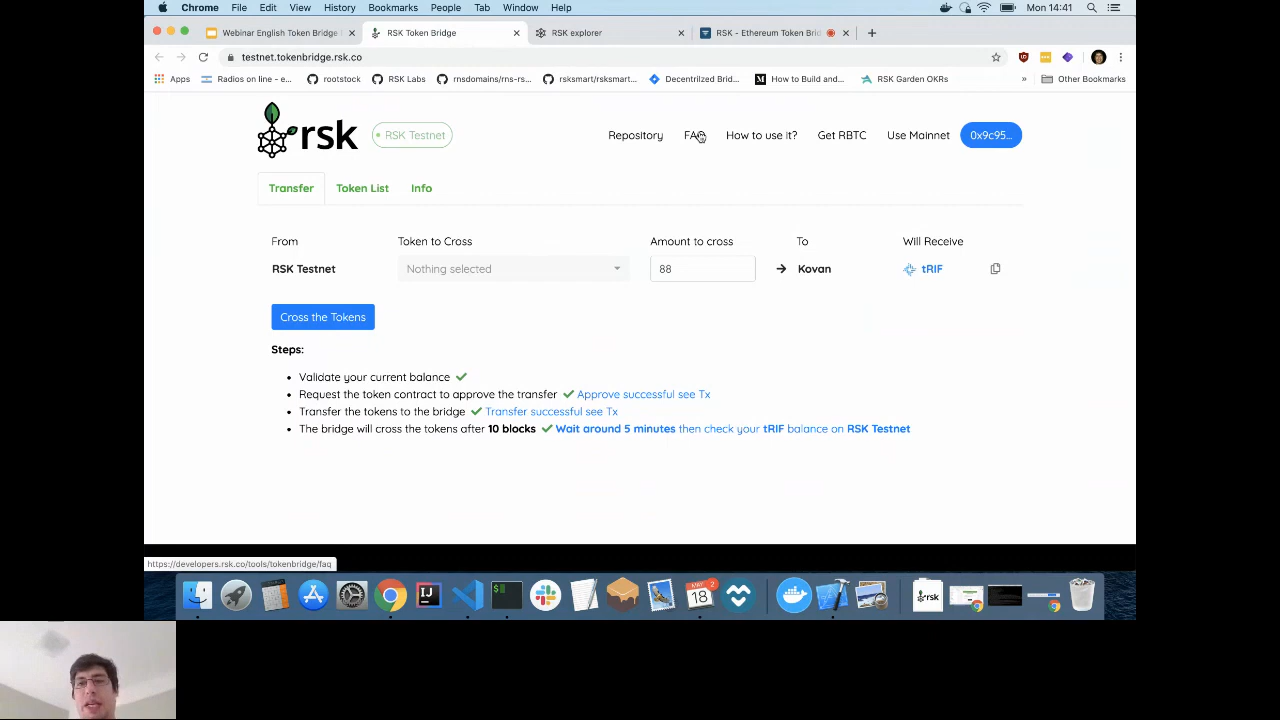 Chrome File Edit View History Bookmarks People Tab Window Help Mon 14:41
Webinar English Token Bridge RSK Token Bridge RSK explorer RSK - Ethereum Token Brid
testnet.tokenbridge.rsk.co
Apps Radios on line - e... rootstock RSK Labs rnsdomains/rns-rs... rsksmart/rsksmart... Decentrilzed Brid... How to Build and... RSK Garden OKRs » Other Bookmarks
rsk RSK Testnet Repository FAQ How to use it? Get RBTC Use Mainnet 0x9c95...
Transfer Token List Info
From Token to Cross Amount to cross To Will Receive
RSK Testnet Nothing selected 88 Kovan tRIF
Cross the Tokens
Steps:
Validate your current balance
Request the token contract to approve the transfer Approve successful see Tx
Transfer the tokens to the bridge Transfer successful see Tx
The bridge will cross the tokens after 10 blocks Wait around 5 minutes then check your tRIF balance on RSK Testnet
https://developers.rsk.co/tools/tokenbridge/faq
MAY 2
18
rsk